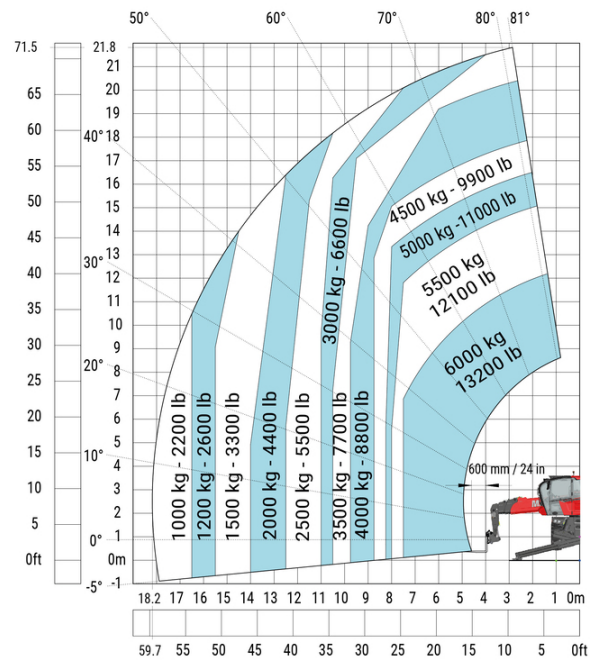 50° 60° 70° 80° 81°
71.5 21.8
21
65 20
19
60 40° 18
17
55 16
15
50 14
13
45 30° 12
11
40 10
9
35 20° 8
7
30 6
5
25 10° 4
3
20 2
1
15 0° 0m
10 -5° -1
5
0ft
4500 kg - 9900 lb
5000 kg -11000 lb
5500 kg
12100 lb
6000 kg
13200 lb
3000 kg - 6600 lb
1000 kg - 2200 lb
1200 kg - 2600 lb
1500 kg - 3300 lb
2000 kg - 4400 lb
2500 kg - 5500 lb
3500 kg - 7700 lb
4000 kg - 8800 lb
600 mm / 24 in
18.2 17 16 15 14 13 12 11 10 9 8 7 6 5 4 3 2 1 0m
59.7 55 50 45 40 35 30 25 20 15 10 5 0ft